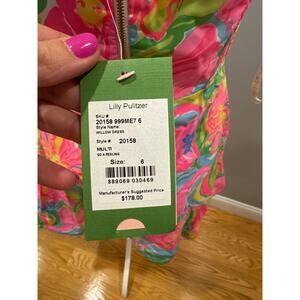 Lilly Pulitzer
SKU #
20158 999ME7 6
Style Name:
WILLOW DRESS
Style #: 20158
MULTI
GO A FEELING
Size: 6
889069 030469
Manufacturer's Suggested Price
$178.00